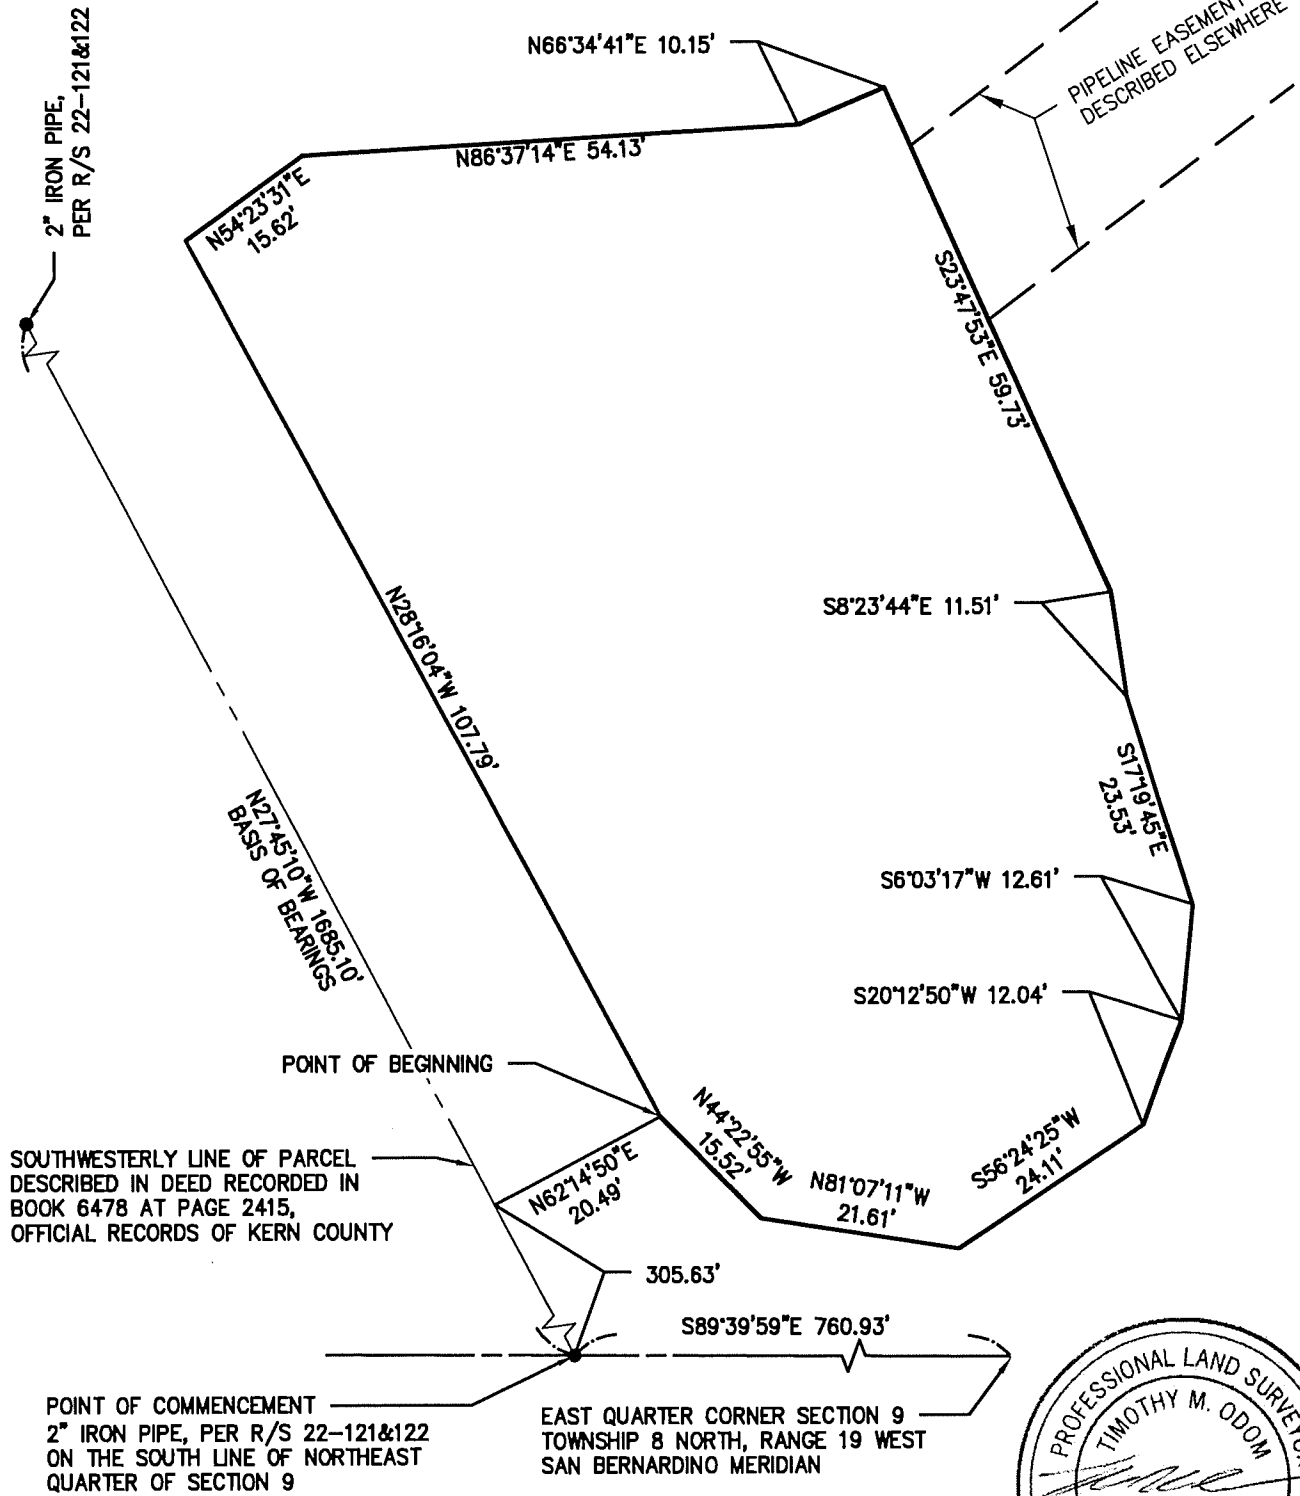 2" IRON PIPE,
PER R/S 22-121&122
N66°34'41"E 10.15'
PIPELINE EASEMENT
DESCRIBED ELSEWHERE
N86°37'14"E 54.13'
N54°23'31"E
15.62'
S23°47'53"E 59.73'
N28°16'04"W 107.79'
S8°23'44"E 11.51'
S17°19'45"E
23.53'
N27°45'10"W 1685.10'
BASIS OF BEARINGS
S6°03'17"W 12.61'
S20°12'50"W 12.04'
POINT OF BEGINNING
N44°22'55"W
15.52'
S56°24'25"W
24.11'
N81°07'11"W
21.61'
SOUTHWESTERLY LINE OF PARCEL
DESCRIBED IN DEED RECORDED IN
BOOK 6478 AT PAGE 2415,
OFFICIAL RECORDS OF KERN COUNTY
N62°14'50"E
20.49'
305.63'
S89°39'59"E 760.93'
POINT OF COMMENCEMENT
2" IRON PIPE, PER R/S 22-121&122
ON THE SOUTH LINE OF NORTHEAST
QUARTER OF SECTION 9
EAST QUARTER CORNER SECTION 9
TOWNSHIP 8 NORTH, RANGE 19 WEST
SAN BERNARDINO MERIDIAN
PROFESSIONAL LAND SURVEYOR
TIMOTHY M. ODOM